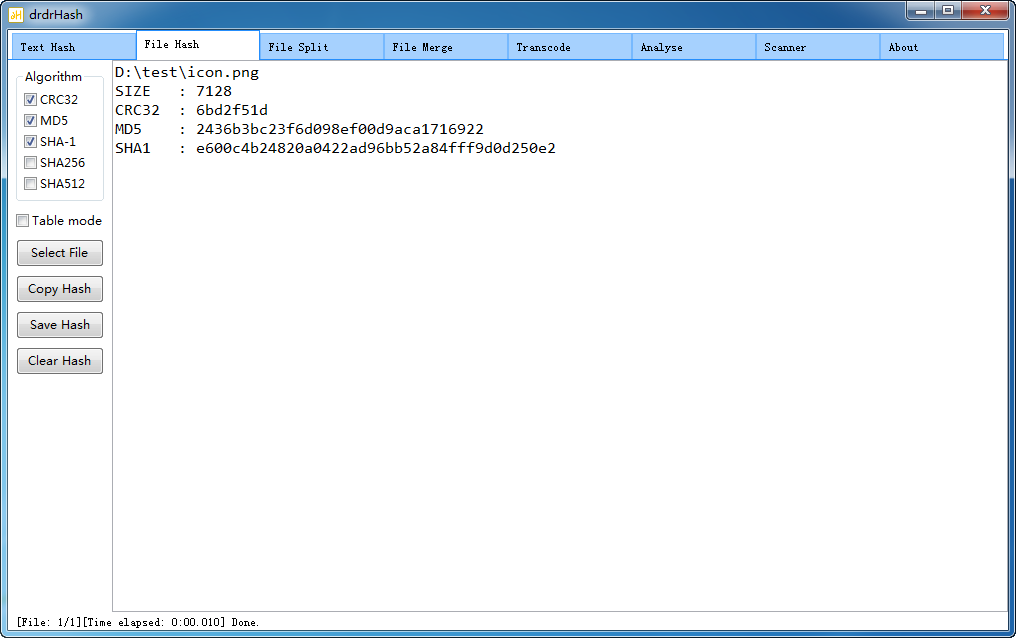 drdrHash
Text Hash
File Hash
File Split
File Merge
Transcode
Analyse
Scanner
About
Algorithm
CRC32
MD5
SHA-1
SHA256
SHA512
Table mode
Select File
Copy Hash
Save Hash
Clear Hash
D:\test\icon.png
SIZE : 7128
CRC32 : 6bd2f51d
MD5 : 2436b3bc23f6d098ef00d9aca1716922
SHA1 : e600c4b24820a0422ad96bb52a84fff9d0d250e2
[File: 1/1][Time elapsed: 0:00.010] Done.